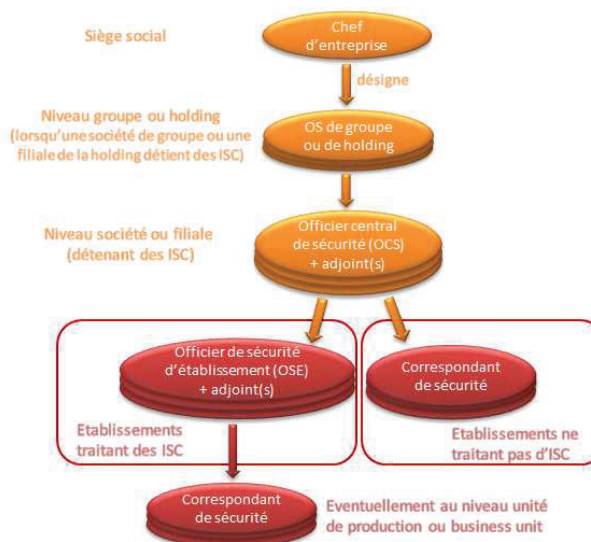 Siège social
Chef
d'entreprise
désigne
Niveau groupe ou holding
(lorsqu'une société de groupe ou une
filiale de la holding détient des ISC)
OS de groupe
ou de holding
Niveau société ou filiale
(détenant des ISC)
Officier central
de sécurité (OCS)
+ adjoint(s)
Officier de sécurité
d'établissement (OSE)
+ adjoint(s)
Etablissements
traitant des ISC
Correspondant
de sécurité
Etablissements ne
traitant pas d'ISC
Correspondant
de sécurité
Eventuellement au niveau unité
de production ou business unit